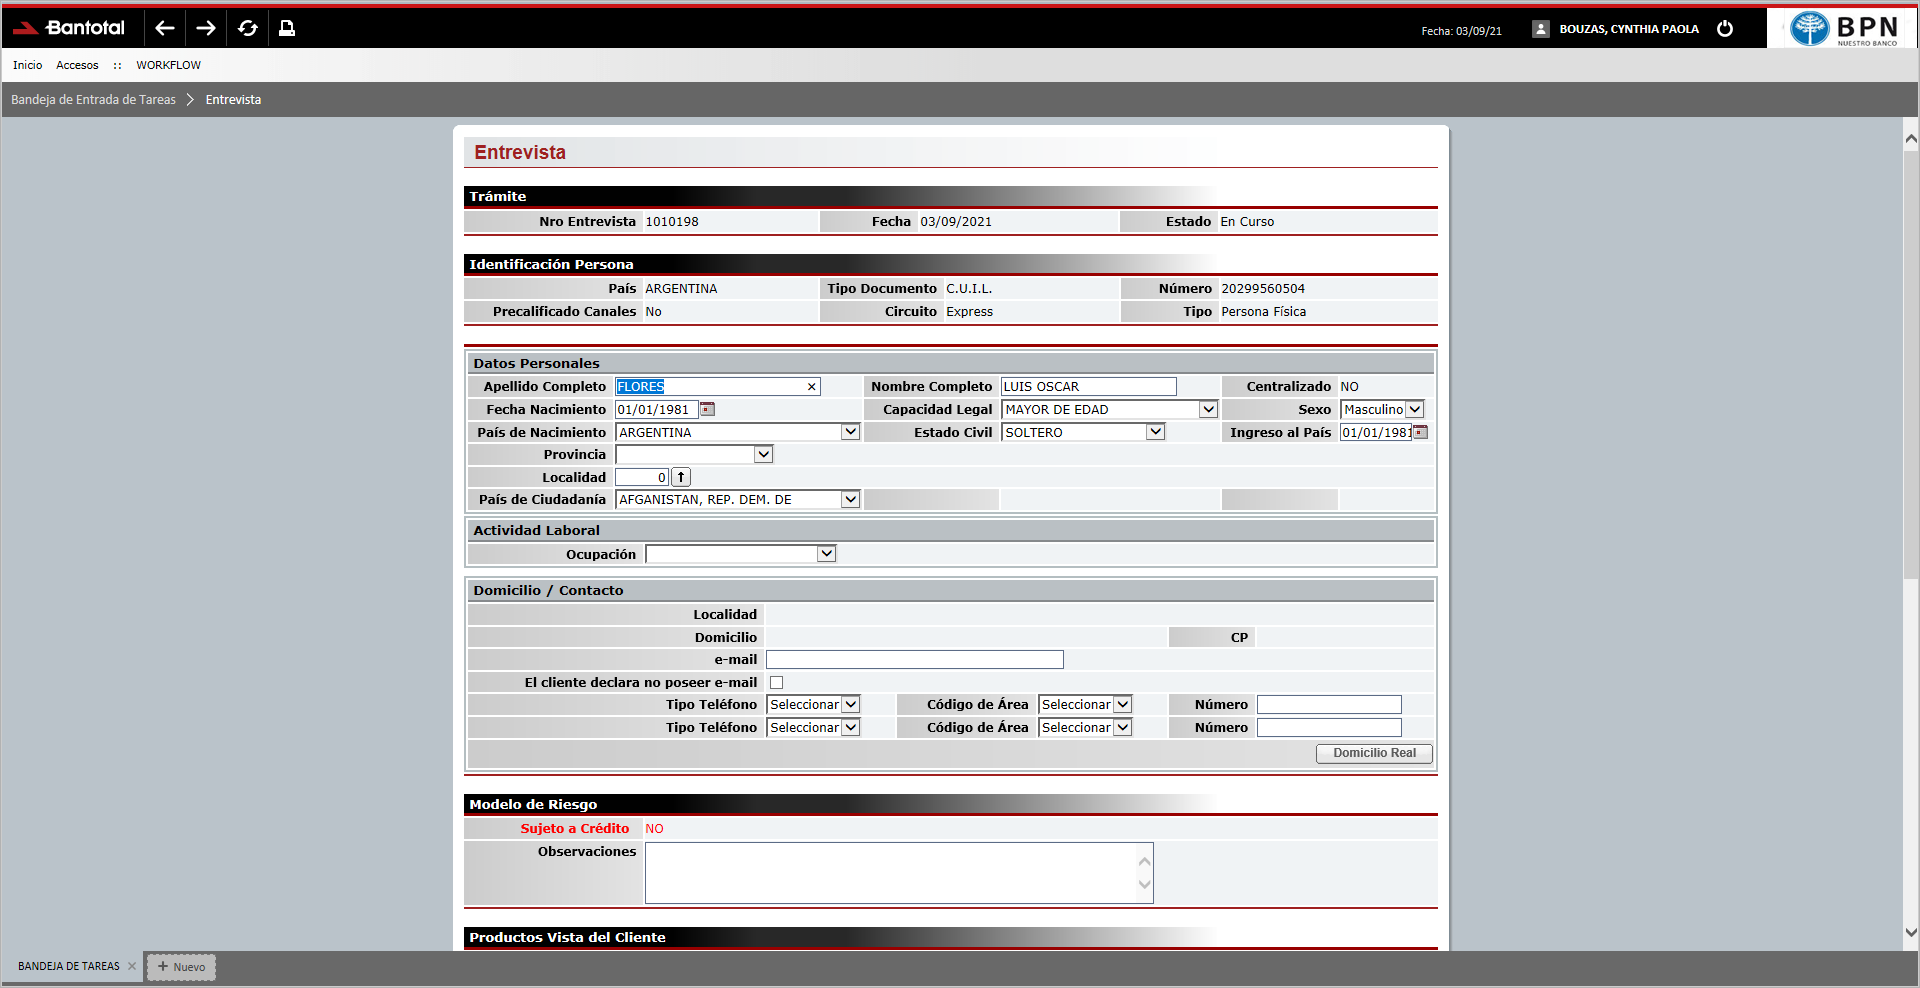 Bantotal
Fecha: 03/09/21
BOUZAS, CYNTHIA PAOLA
BPN
NUESTRO BANCO
Inicio Accesos :: WORKFLOW
Bandeja de Entrada de Tareas > Entrevista
Entrevista
Trámite
Nro Entrevista 1010198 Fecha 03/09/2021 Estado En Curso
Identificación Persona
País ARGENTINA Tipo Documento C.U.I.L. Número 20299560504
Precalificado Canales No Circuito Express Tipo Persona Física
Datos Personales
Apellido Completo FLORES × Nombre Completo LUIS OSCAR Centralizado NO
Fecha Nacimiento 01/01/1981 Capacidad Legal MAYOR DE EDAD Sexo Masculino
País de Nacimiento ARGENTINA Estado Civil SOLTERO Ingreso al País 01/01/1981
Provincia
Localidad 0
País de Ciudadanía AFGANISTAN, REP. DEM. DE
Actividad Laboral
Ocupación
Domicilio / Contacto
Localidad
Domicilio CP
e-mail
El cliente declara no poseer e-mail
Tipo Teléfono Seleccionar Código de Área Seleccionar Número
Tipo Teléfono Seleccionar Código de Área Seleccionar Número
Domicilio Real
Modelo de Riesgo
Sujeto a Crédito NO
Observaciones
Productos Vista del Cliente
BANDEJA DE TAREAS × + Nuevo